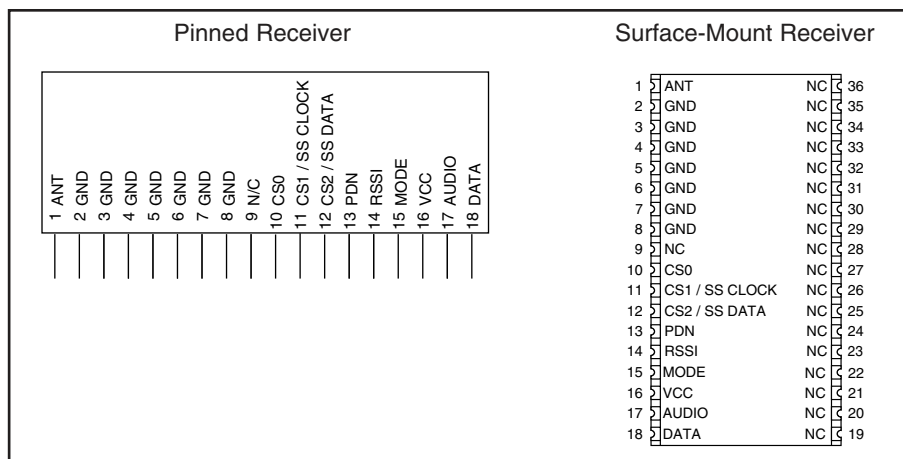 Pinned Receiver
1 ANT
2 GND
3 GND
4 GND
5 GND
6 GND
7 GND
8 GND
9 N/C
10 CS0
11 CS1 / SS CLOCK
12 CS2 / SS DATA
13 PDN
14 RSSI
15 MODE
16 VCC
17 AUDIO
18 DATA
Surface-Mount Receiver
1 ANT NC 36
2 GND NC 35
3 GND NC 34
4 GND NC 33
5 GND NC 32
6 GND NC 31
7 GND NC 30
8 GND NC 29
9 NC NC 28
10 CS0 NC 27
11 CS1 / SS CLOCK NC 26
12 CS2 / SS DATA NC 25
13 PDN NC 24
14 RSSI NC 23
15 MODE NC 22
16 VCC NC 21
17 AUDIO NC 20
18 DATA NC 19